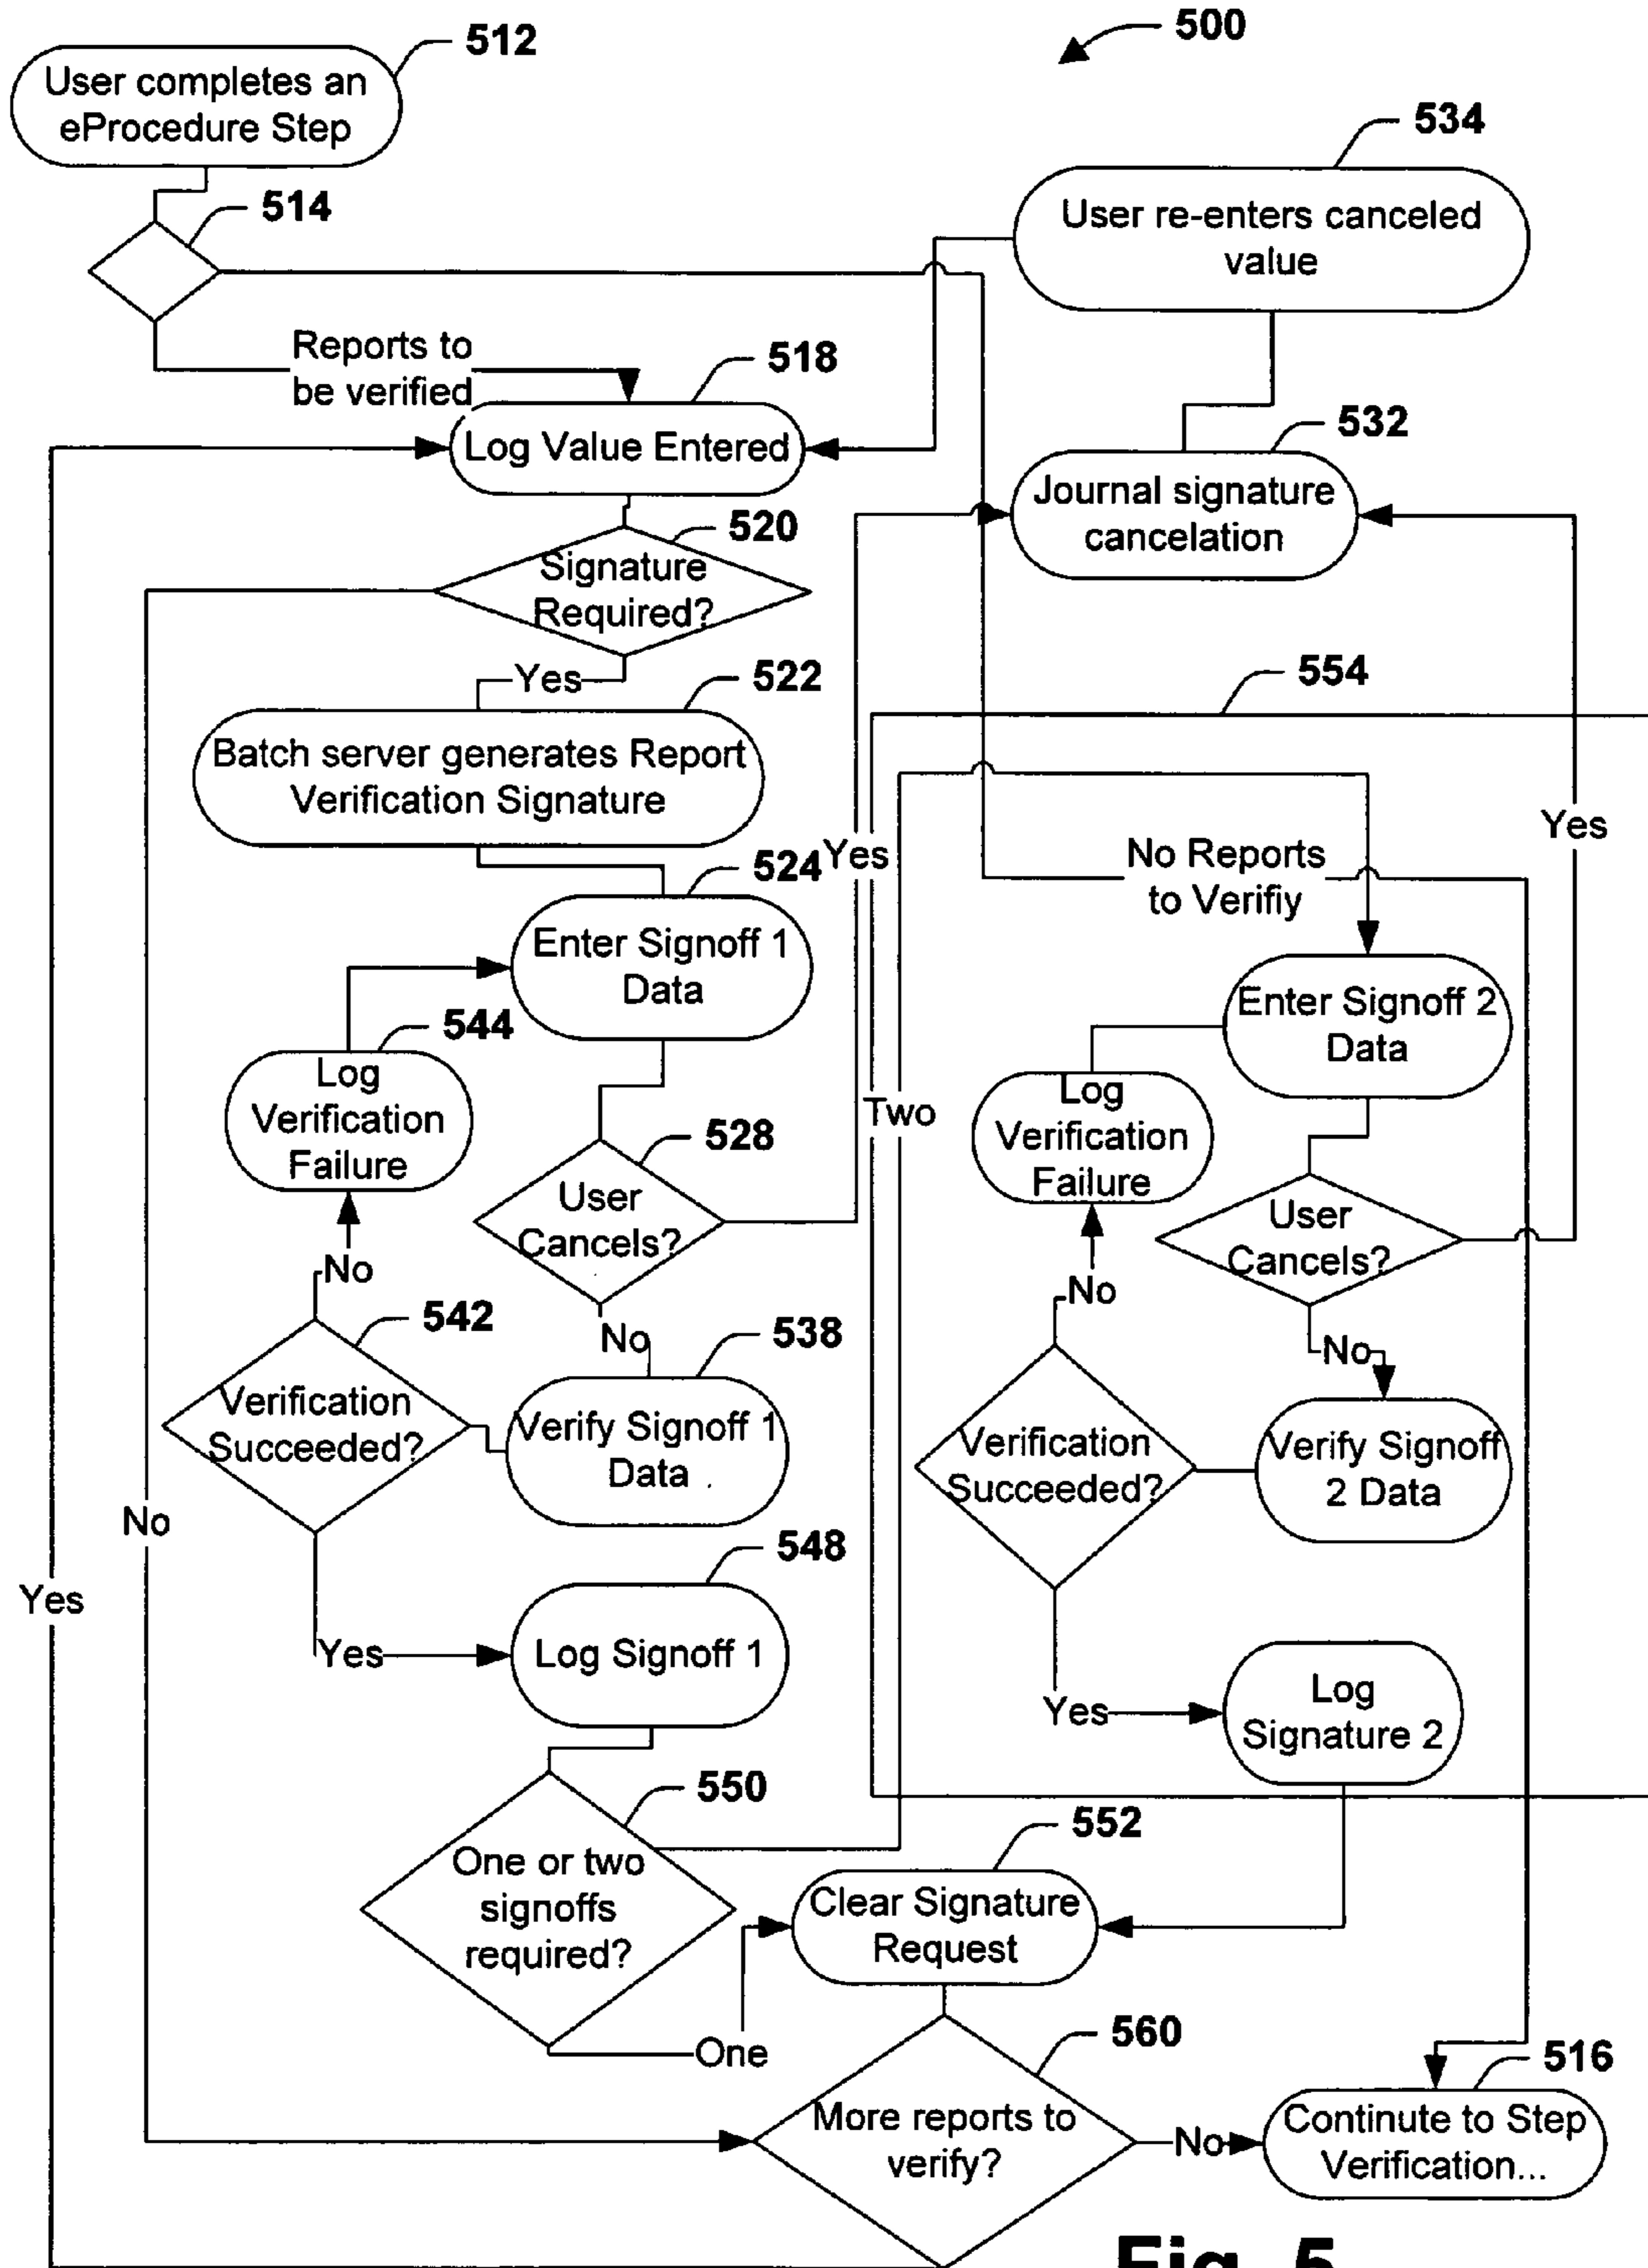 500
512
User completes an
eProcedure Step
534
User re-enters canceled
value
514
Reports to
be verified
518
Log Value Entered
532
Journal signature
cancelation
520
Signature
Required?
Yes
522
Batch server generates Report
Verification Signature
554
Yes
No Reports
to Verifiy
Yes
524
Enter Signoff 1
Data
Enter Signoff 2
Data
544
Log
Verification
Failure
Two
Log
Verification
Failure
528
User
Cancels?
User
Cancels?
No
No
No
No
542
Verification
Succeeded?
538
Verify Signoff 1
Data
Verification
Succeeded?
Verify Signoff
2 Data
No
Yes
548
Yes
Log Signoff 1
Yes
Log
Signature 2
550
One or two
signoffs
required?
552
Clear Signature
Request
One
560
More reports to
verify?
No
516
Continute to Step
Verification...
Fig. 5